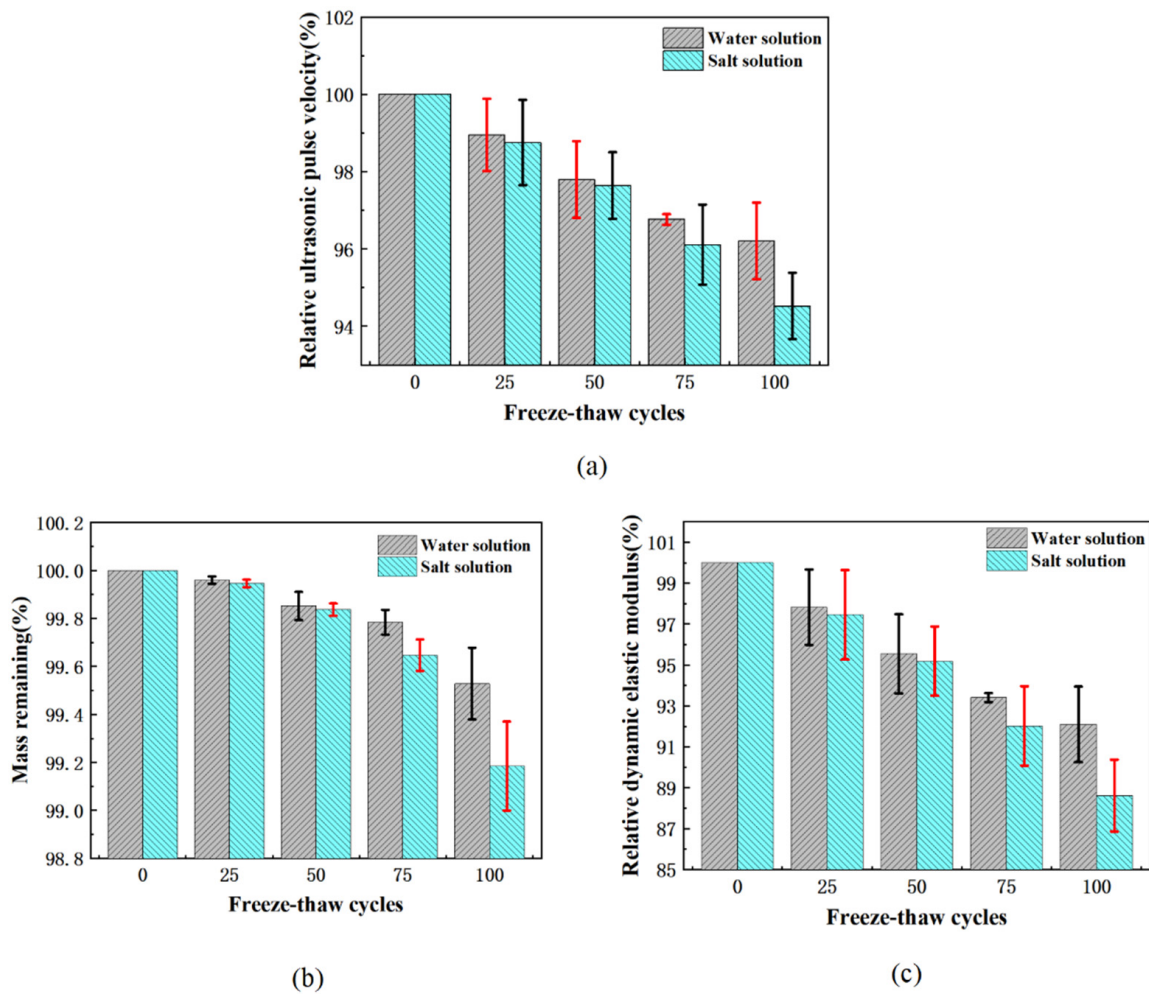 Relative ultrasonic pulse velocity(%)
102
100
98
96
94
Water solution
Salt solution
0 25 50 75 100
Freeze-thaw cycles
(a)
Mass remaining(%)
100.2
100.0
99.8
99.6
99.4
99.2
99.0
98.8
Water solution
Salt solution
0 25 50 75 100
Freeze-thaw cycles
(b)
Relative dynamic elastic modulus(%)
101
99
97
95
93
91
89
87
85
Water solution
Salt solution
0 25 50 75 100
Freeze-thaw cycles
(c)